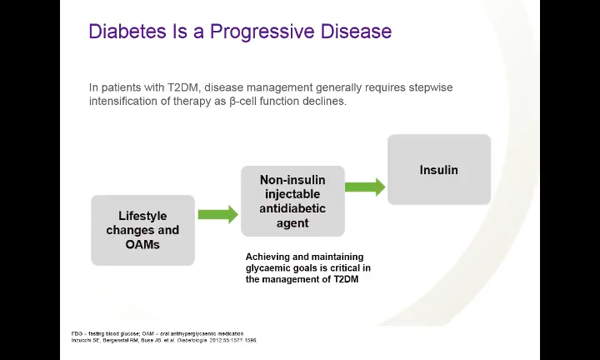 Diabetes Is a Progressive Disease
In patients with T2DM, disease management generally requires stepwise
intensification of therapy as β-cell function declines.
Lifestyle
changes and
OAMs
Non-insulin
injectable
antidiabetic
agent
Insulin
Achieving and maintaining
glycaemic goals is critical in
the management of T2DM
FBG – fasting blood glucose; OAM – oral antihyperglycaemic medication
Inzucchi SE, Bergenstal RM, Buse JB, et al. Diabetologia. 2012;55:1577-1596.